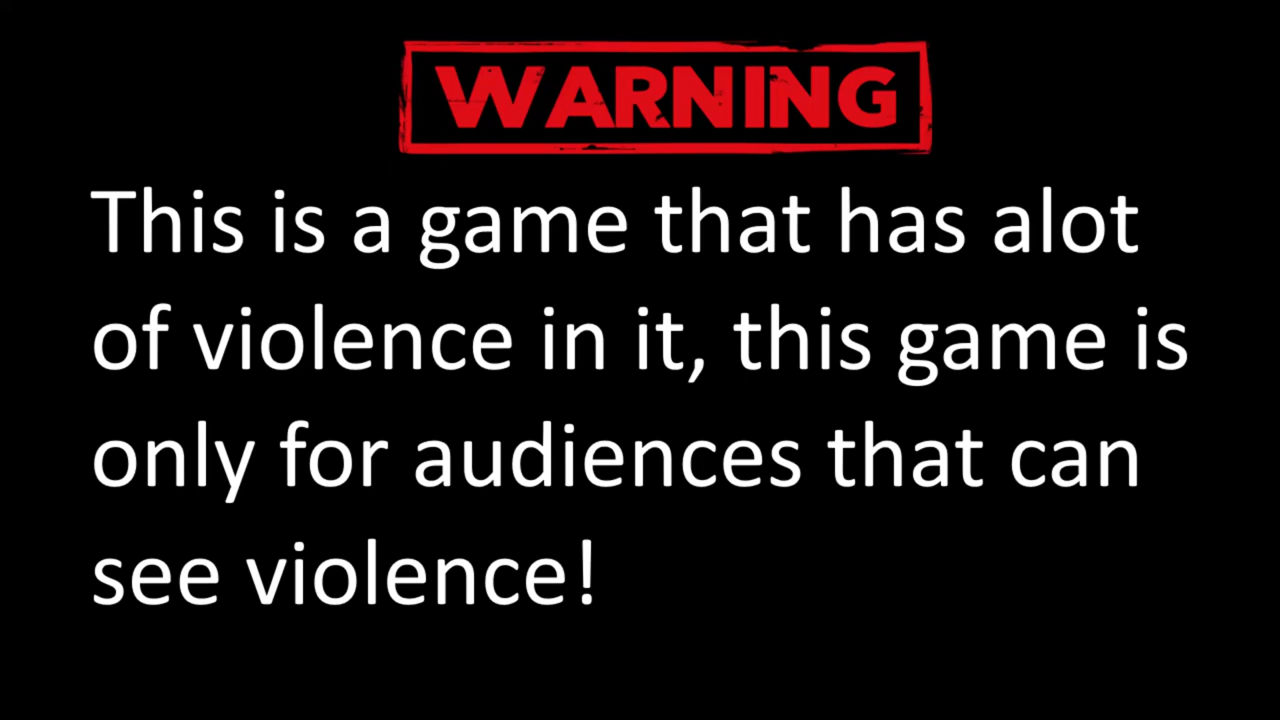 WARNING
This is a game that has alot
of violence in it, this game is
only for audiences that can
see violence!